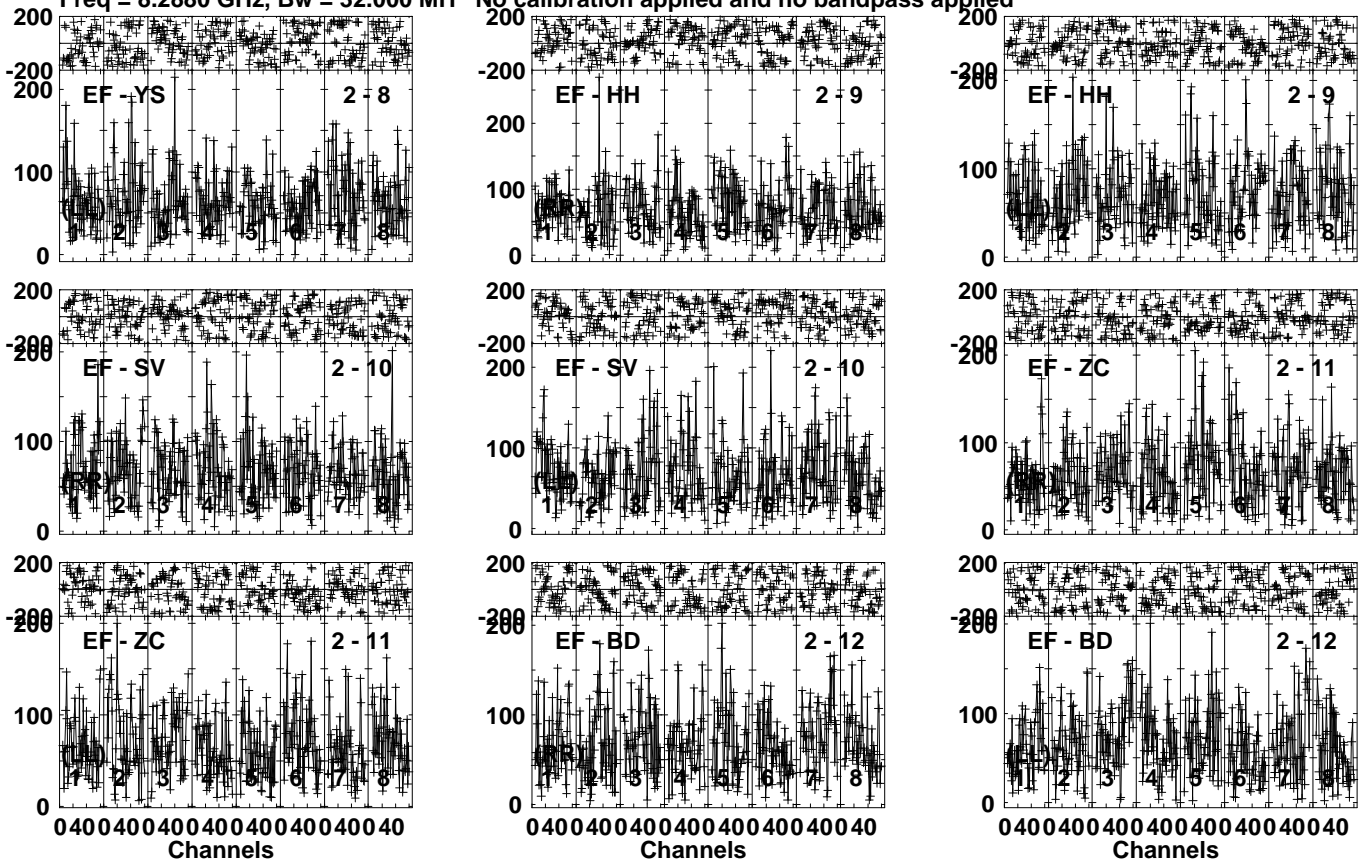 Freq = 8.2880 GHz, Bw = 32.000 MH No calibration applied and no bandpass applied
200 200 200
-200 -200 -200
200 EF - YS 2 - 8 200 EF - HH 2 - 9 200 EF - HH 2 - 9
100 100 100
(LL) (RR) (LL)
1 2 3 4 5 6 7 8 1 2 3 4 5 6 7 8 1 2 3 4 5 6 7 8
0 0 0
200 200 200
-200 -200 -200
200 EF - SV 2 - 10 200 EF - SV 2 - 10 200 EF - ZC 2 - 11
100 100 100
(RR) (LL) (RR)
1 2 3 4 5 6 7 8 1 2 3 4 5 6 7 8 1 2 3 4 5 6 7 8
0 0 0
200 200 200
-200 -200 -200
200 EF - ZC 2 - 11 200 EF - BD 2 - 12 200 EF - BD 2 - 12
100 100 100
(LL) (RR) (LL)
1 2 3 4 5 6 7 8 1 2 3 4 5 6 7 8 1 2 3 4 5 6 7 8
0 0 0
0 40 0 40 0 40 0 40 0 40 0 40 0 40 0 40 0 40 0 40 0 40 0 40 0 40 0 40 0 40 0 40 0 40 0 40 0 40 0 40 0 40 0 40 0 40 0 40
Channels Channels Channels